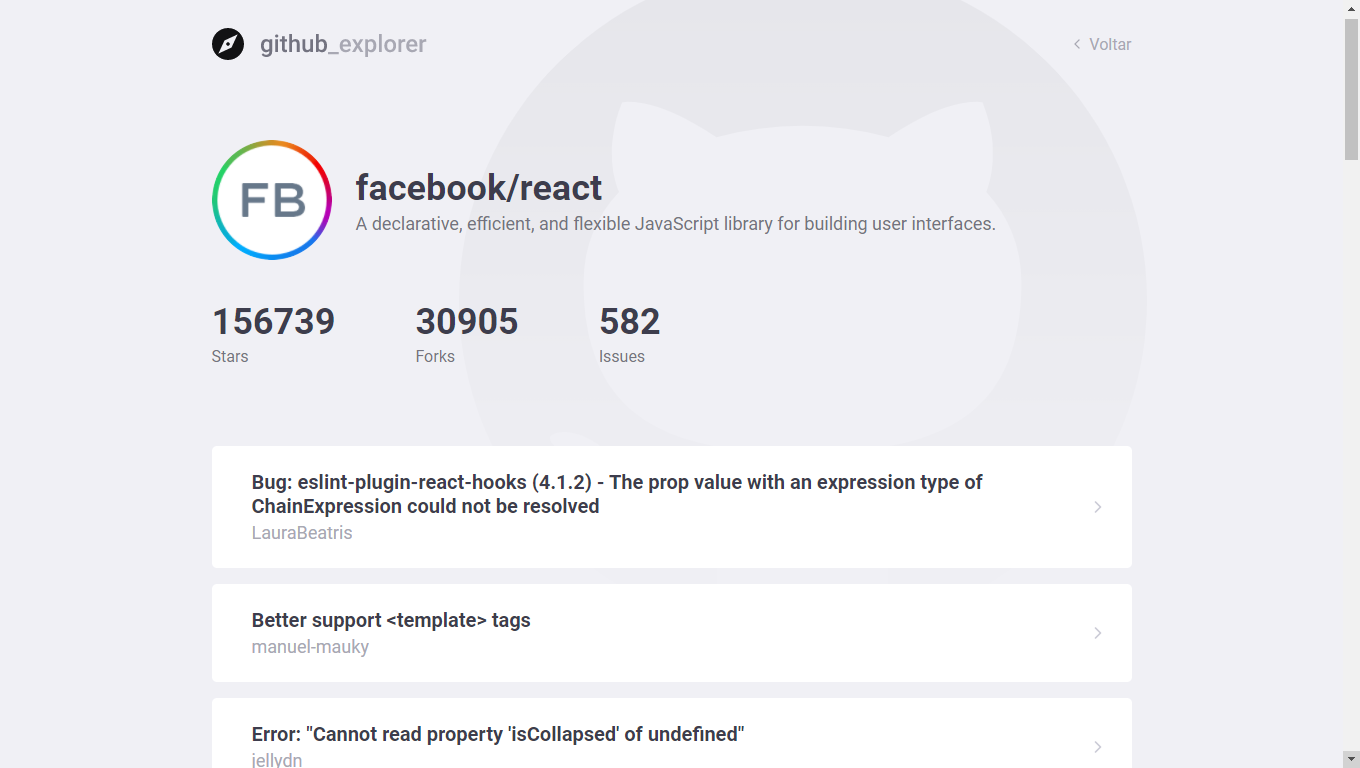 github_explorer
Voltar
FB
facebook/react
A declarative, efficient, and flexible JavaScript library for building user interfaces.
156739
30905
582
Stars
Forks
Issues
Bug: eslint-plugin-react-hooks (4.1.2) - The prop value with an expression type of
ChainExpression could not be resolved
LauraBeatris
Better support <template> tags
manuel-mauky
Error: "Cannot read property 'isCollapsed' of undefined"
jellydn